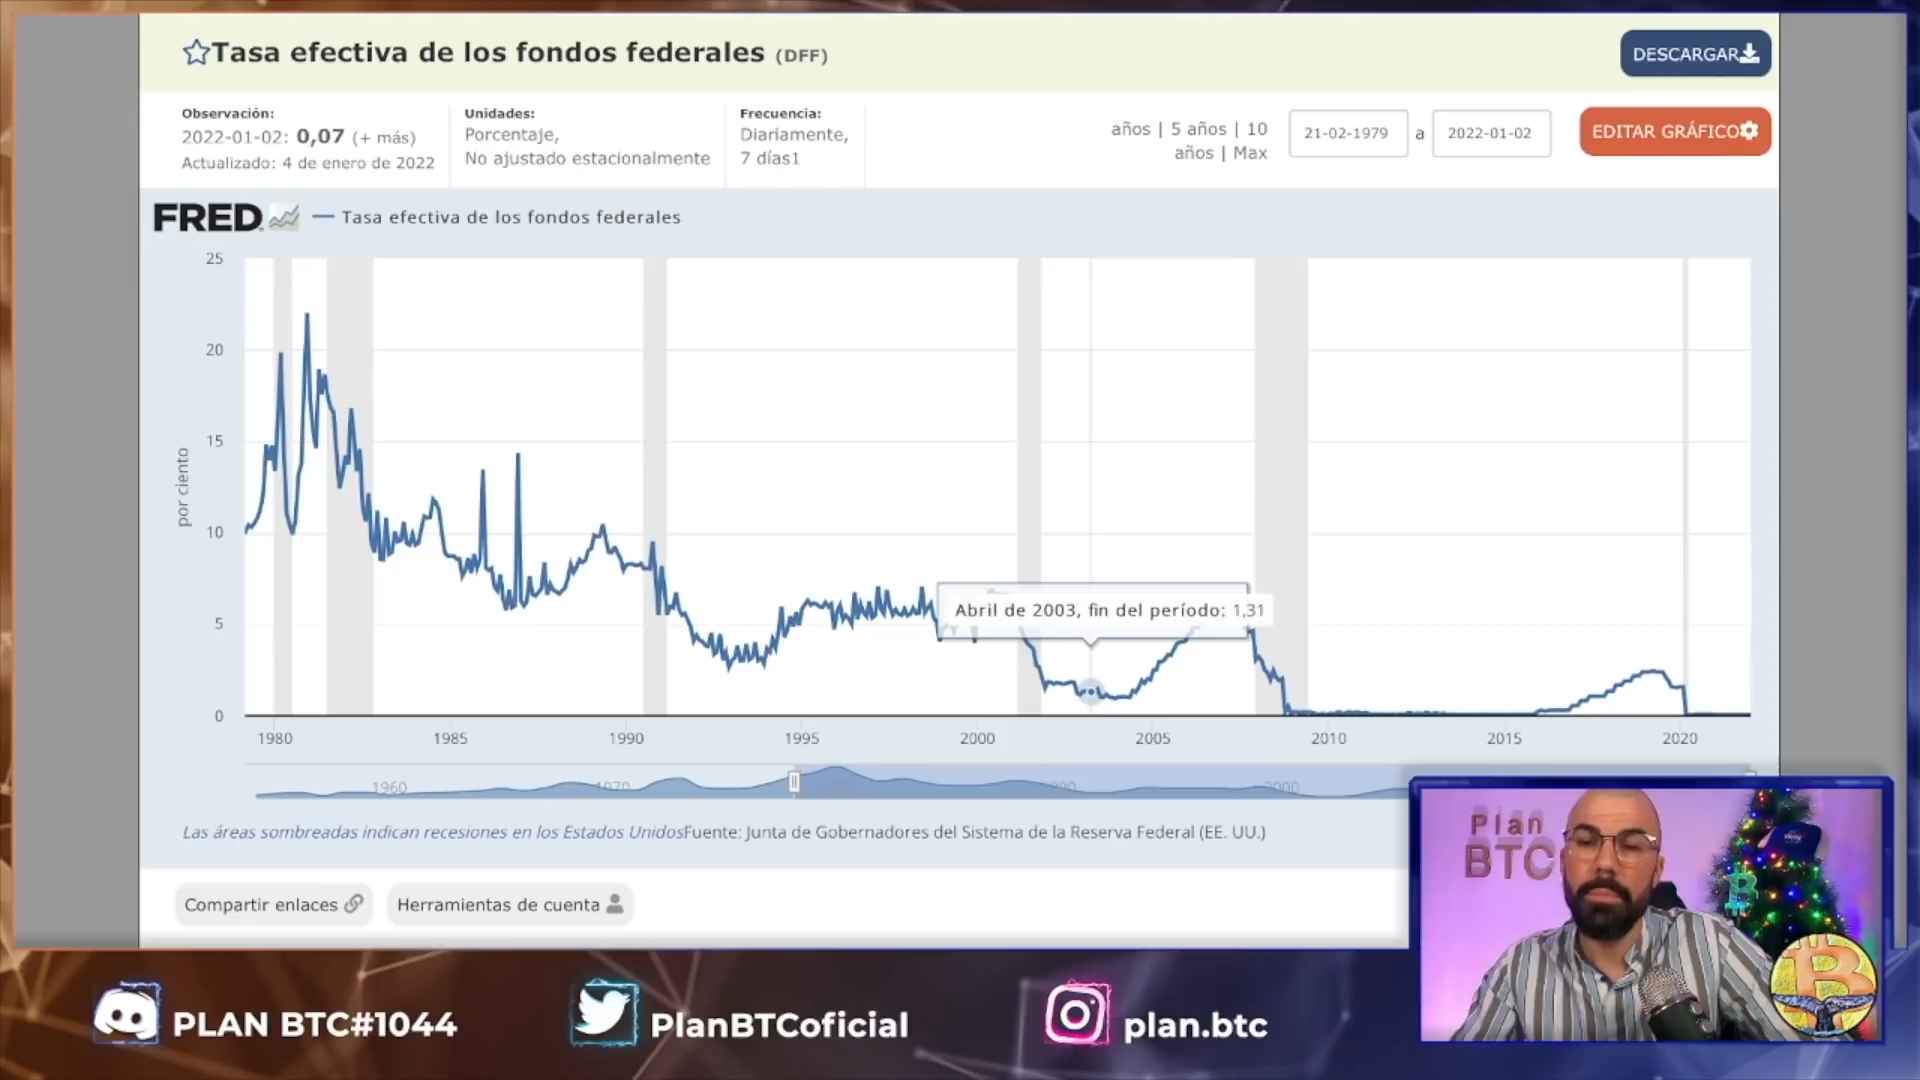 Tasa efectiva de los fondos federales (DFF)
DESCARGAR
Observación:
2022-01-02: 0,07 (+ más)
Actualizado: 4 de enero de 2022
Unidades:
Porcentaje,
No ajustado estacionalmente
Frecuencia:
Diariamente,
7 días1
años | 5 años | 10
años | Max
21-02-1979 a 2022-01-02
EDITAR GRÁFICO
FRED
Tasa efectiva de los fondos federales
25
20
15
10
5
0
por ciento
Abril de 2003, fin del período: 1,31
1980 1985 1990 1995 2000 2005 2010 2015 2020
1960 1970 2000
Las áreas sombreadas indican recesiones en los Estados UnidosFuente: Junta de Gobernadores del Sistema de la Reserva Federal (EE. UU.)
Compartir enlaces
Herramientas de cuenta
Plan
BTC
PLAN BTC#1044
PlanBTCoficial
plan.btc